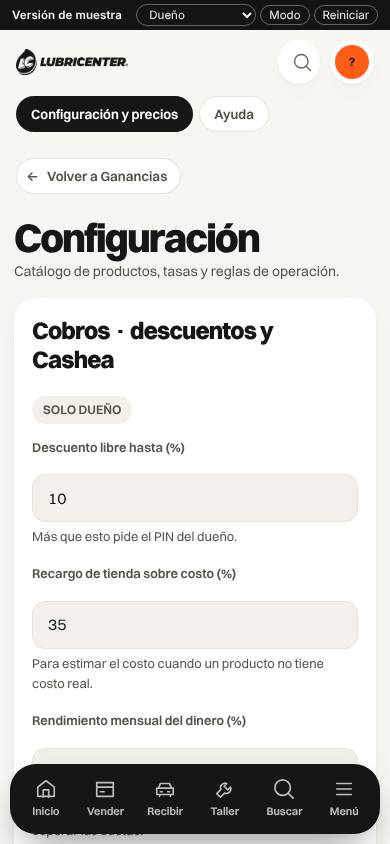 Versión de muestra
Dueño
Modo
Reiniciar
LUBRICENTER.
?
Configuración y precios
Ayuda
← Volver a Ganancias
Configuración
Catálogo de productos, tasas y reglas de operación.
Cobros · descuentos y
Cashea
SOLO DUEÑO
Descuento libre hasta (%)
10
Más que esto pide el PIN del dueño.
Recargo de tienda sobre costo (%)
35
Para estimar el costo cuando un producto no tiene
costo real.
Rendimiento mensual del dinero (%)
Inicio
Vender
Recibir
Taller
Buscar
Menú